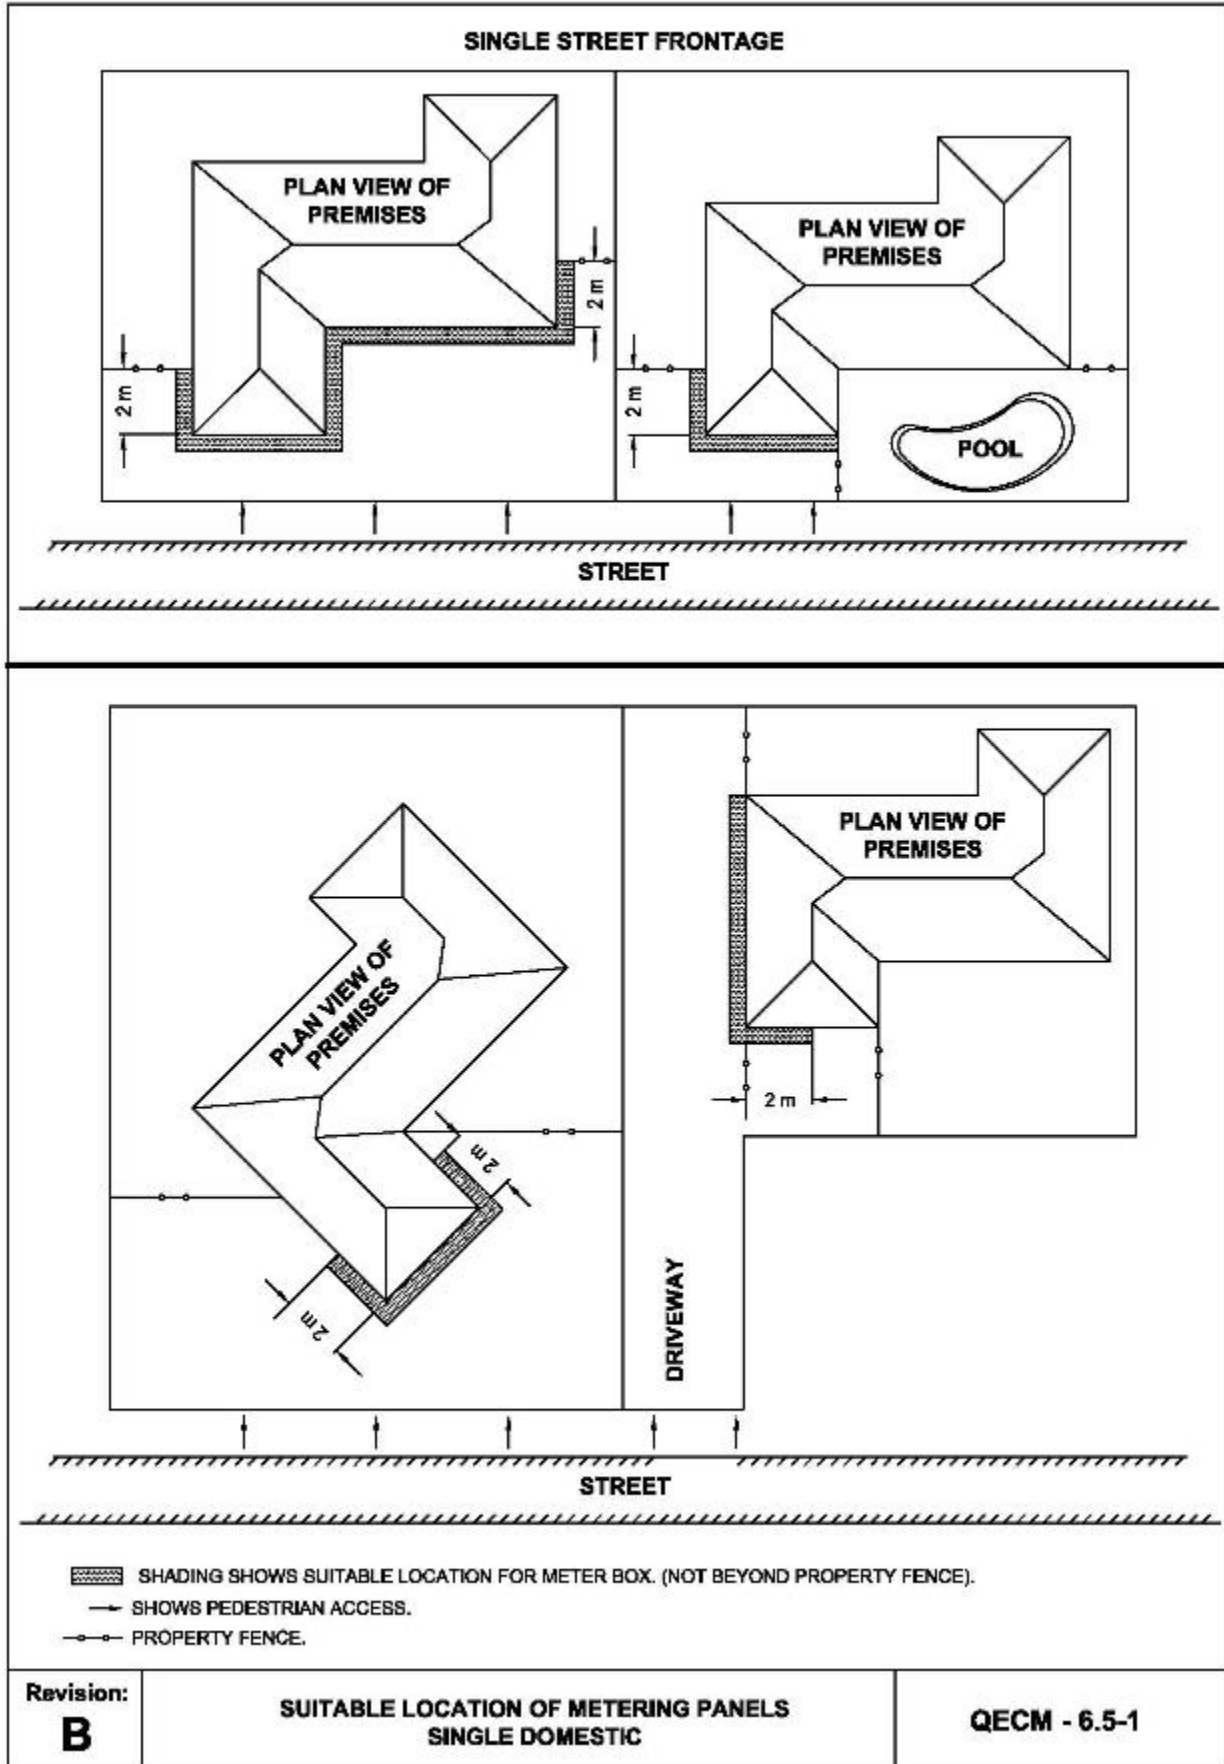 SINGLE STREET FRONTAGE
PLAN VIEW OF
PREMISES
2 m
2 m
PLAN VIEW OF
PREMISES
2 m
POOL
STREET
PLAN VIEW OF
PREMISES
2 m
2 m
PLAN VIEW OF
PREMISES
2 m
DRIVEWAY
STREET
SHADING SHOWS SUITABLE LOCATION FOR METER BOX. (NOT BEYOND PROPERTY FENCE).
SHOWS PEDESTRIAN ACCESS.
PROPERTY FENCE.
Revision:
B
SUITABLE LOCATION OF METERING PANELS
SINGLE DOMESTIC
QECM - 6.5-1